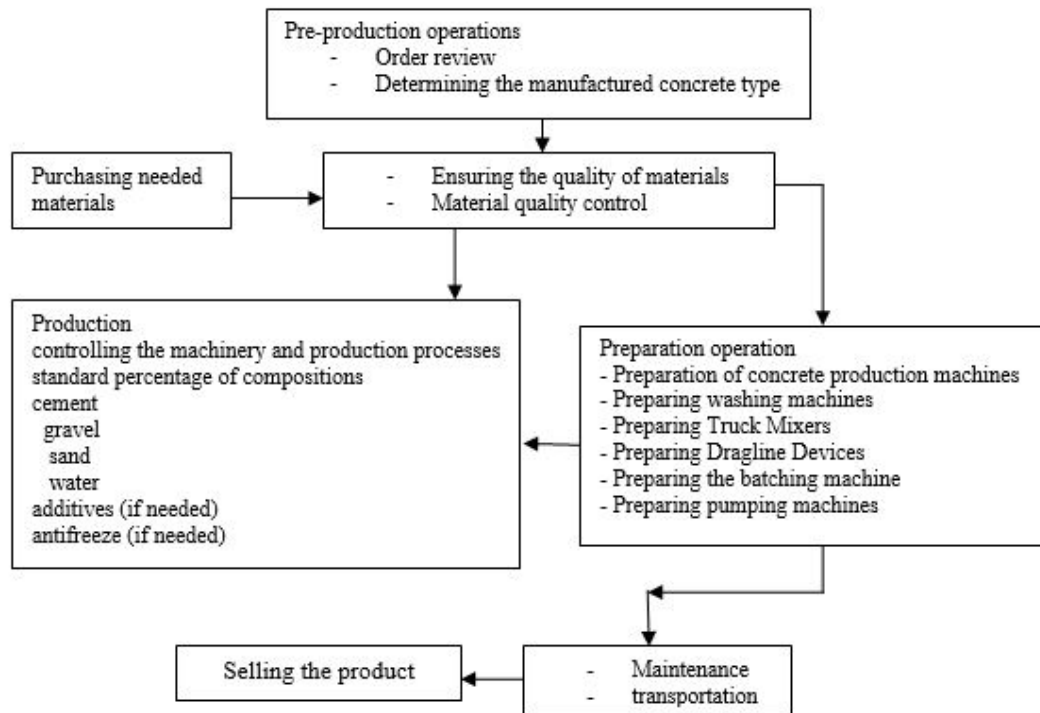 Pre-production operations
- Order review
- Determining the manufactured concrete type
Purchasing needed
materials
- Ensuring the quality of materials
- Material quality control
Production
controlling the machinery and production processes
standard percentage of compositions
cement
gravel
sand
water
additives (if needed)
antifreeze (if needed)
Preparation operation
- Preparation of concrete production machines
- Preparing washing machines
- Preparing Truck Mixers
- Preparing Dragline Devices
- Preparing the batching machine
- Preparing pumping machines
Selling the product
- Maintenance
- transportation